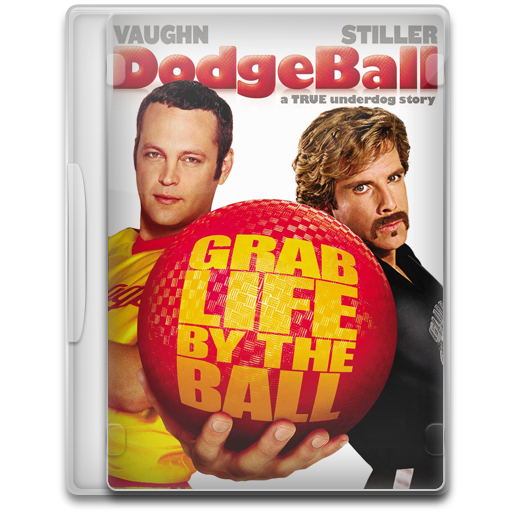 VAUGHN STILLER
DodgeBall
a TRUE underdog story
GRAB
LIFE
BY THE
BALL